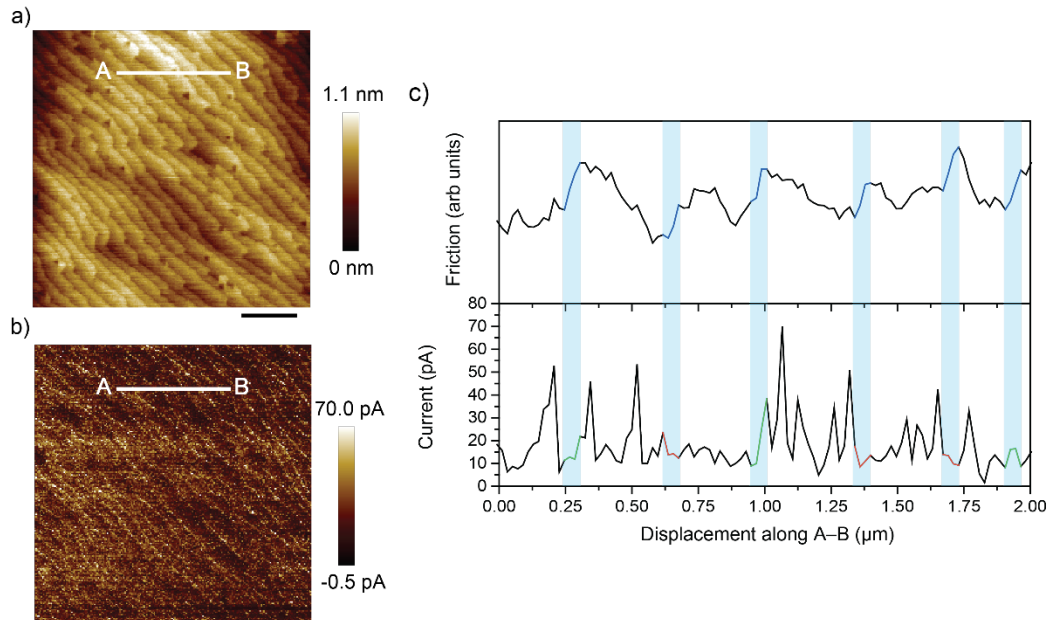 a)
A B
1.1 nm
0 nm
b)
A B
70.0 pA
-0.5 pA
c)
Friction (arb units)
Current (pA)
80
70
60
50
40
30
20
10
0
0.00 0.25 0.50 0.75 1.00 1.25 1.50 1.75 2.00
Displacement along A–B (µm)